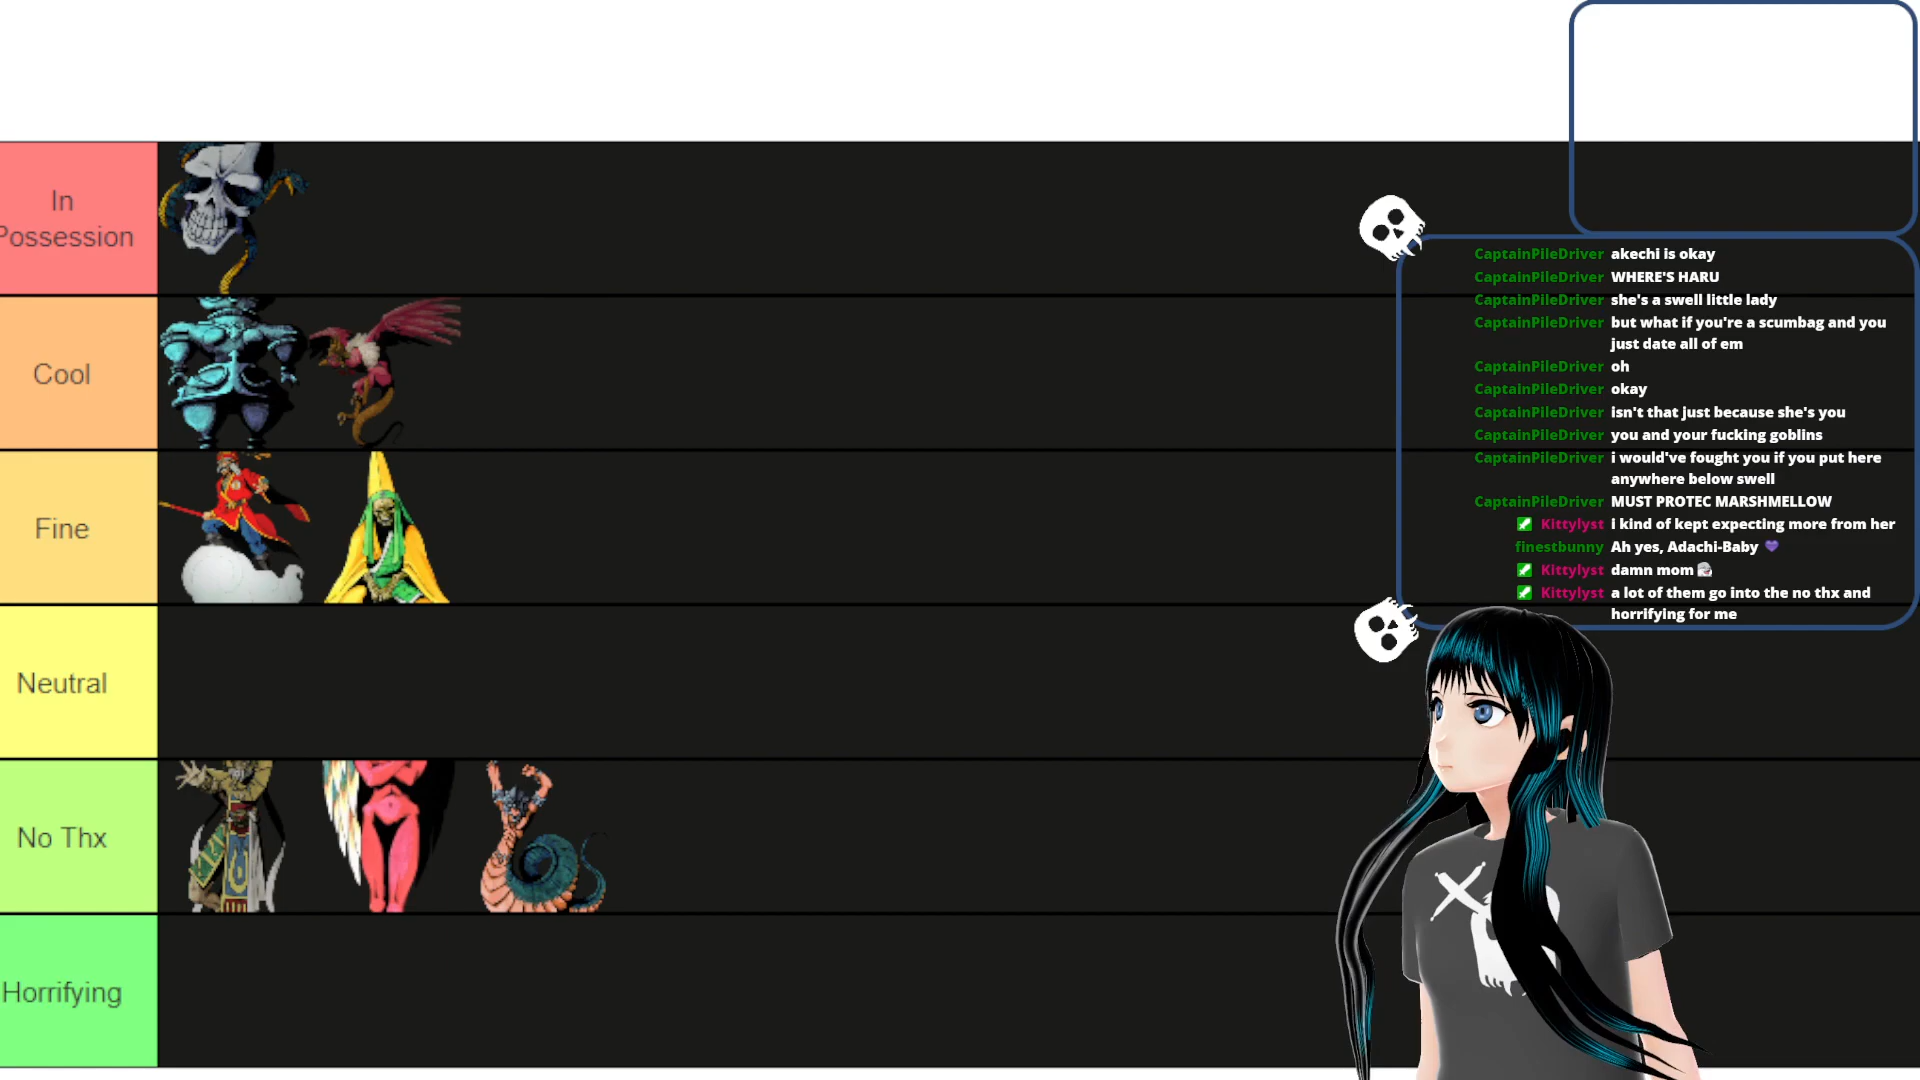 In
Possession
Cool
Fine
Neutral
No Thx
Horrifying
CaptainPileDriver akechi is okay
CaptainPileDriver WHERE'S HARU
CaptainPileDriver she's a swell little lady
CaptainPileDriver but what if you're a scumbag and you
just date all of em
CaptainPileDriver oh
CaptainPileDriver okay
CaptainPileDriver isn't that just because she's you
CaptainPileDriver you and your fucking goblins
CaptainPileDriver i would've fought you if you put here
anywhere below swell
CaptainPileDriver MUST PROTEC MARSHMELLOW
Kittylyst i kind of kept expecting more from her
finestbunny Ah yes, Adachi-Baby 💜
Kittylyst damn mom
Kittylyst a lot of them go into the no thx and
horrifying for me